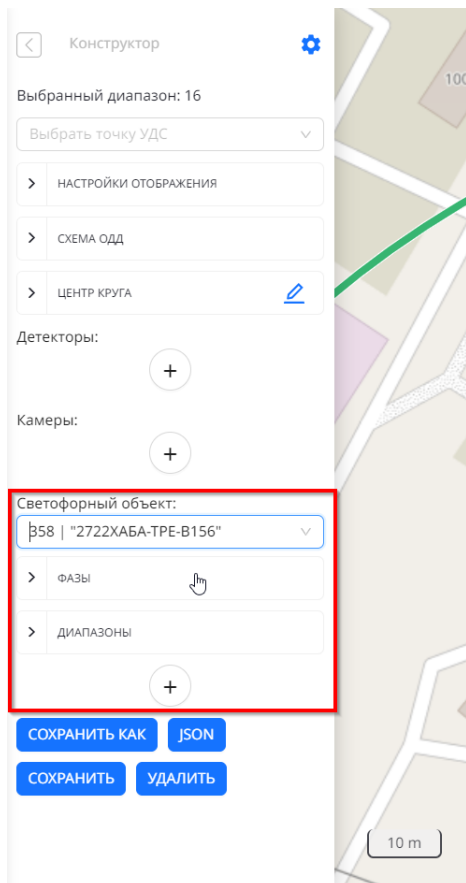 Конструктор
100
Выбранный диапазон: 16
Выбрать точку УДС
НАСТРОЙКИ ОТОБРАЖЕНИЯ
СХЕМА ОДД
ЦЕНТР КРУГА
Детекторы:
+
Камеры:
+
Светофорный объект:
358 | "2722ХАБА-ТРЕ-В156"
ФАЗЫ
ДИАПАЗОНЫ
+
СОХРАНИТЬ КАК JSON
СОХРАНИТЬ УДАЛИТЬ
10 m